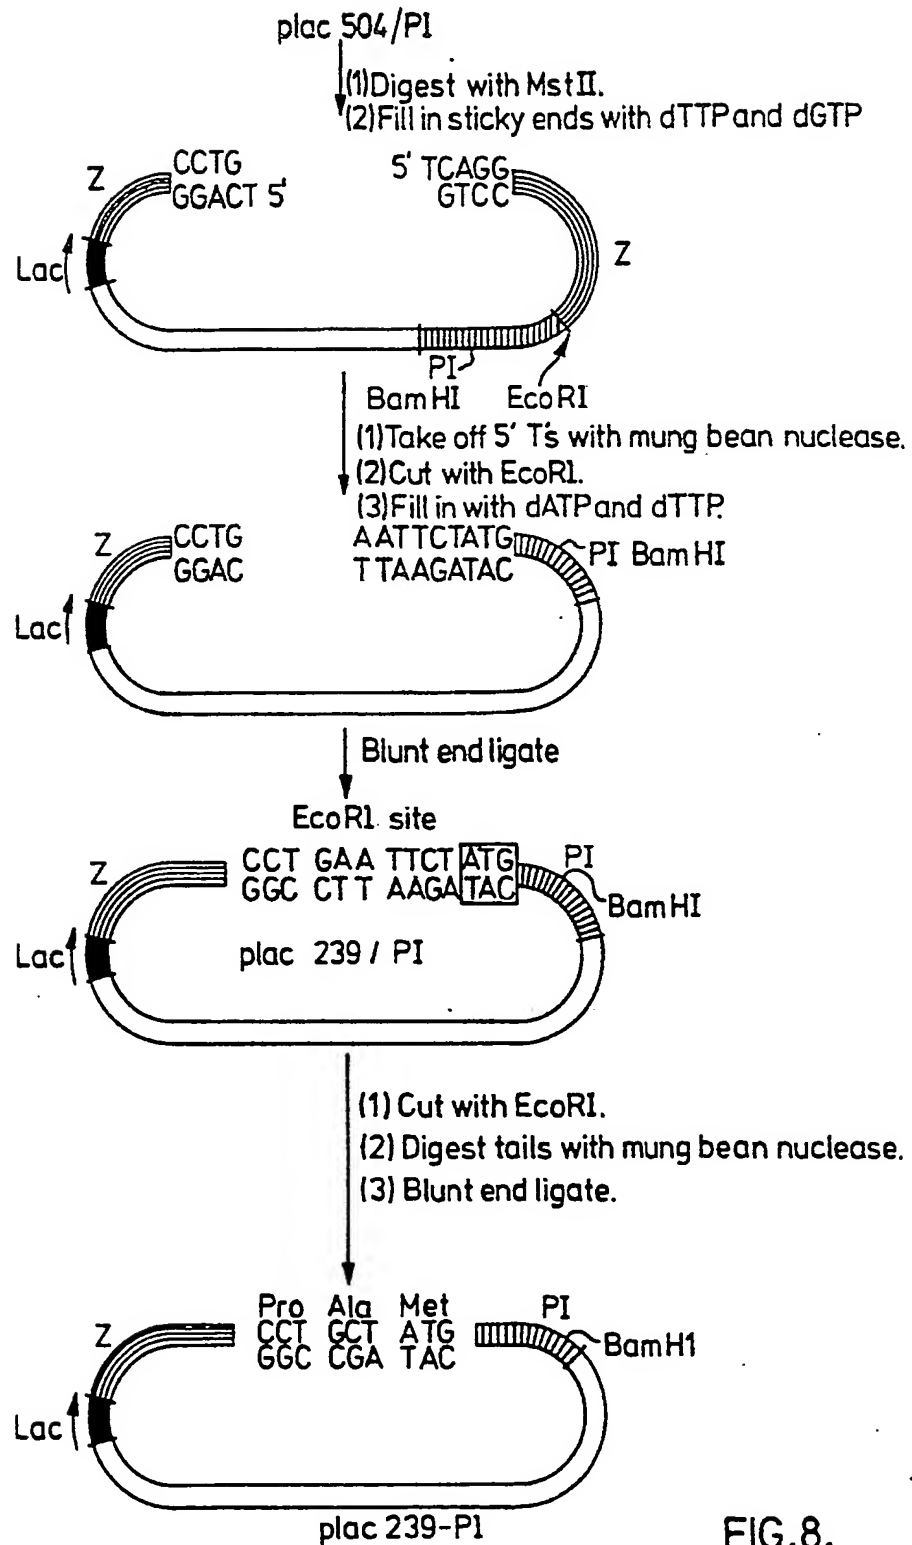 plac 504/PI
(1)Digest with MstII.
(2)Fill in sticky ends with dTTP and dGTP
Z
CCTG
GGACT 5'
5' TCAGG
GTCC
Z
Lac
PI
BamHI EcoRI
(1)Take off 5' T's with mung bean nuclease.
(2)Cut with EcoR1.
(3)Fill in with dATP and dTTP.
Z
CCTG
GGAC
AATTCTATG
TTAAGATAC
PI BamHI
Lac
Blunt end ligate
EcoR1 site
Z
CCT GAA TTCT ATG
GGC CTT AAGA TAC
PI
BamHI
Lac
plac 239 / PI
(1) Cut with EcoRI.
(2) Digest tails with mung bean nuclease.
(3) Blunt end ligate.
Pro Ala Met
Z
CCT GCT ATG
GGC CGA TAC
PI
BamH1
Lac
plac 239-P1
FIG.8.